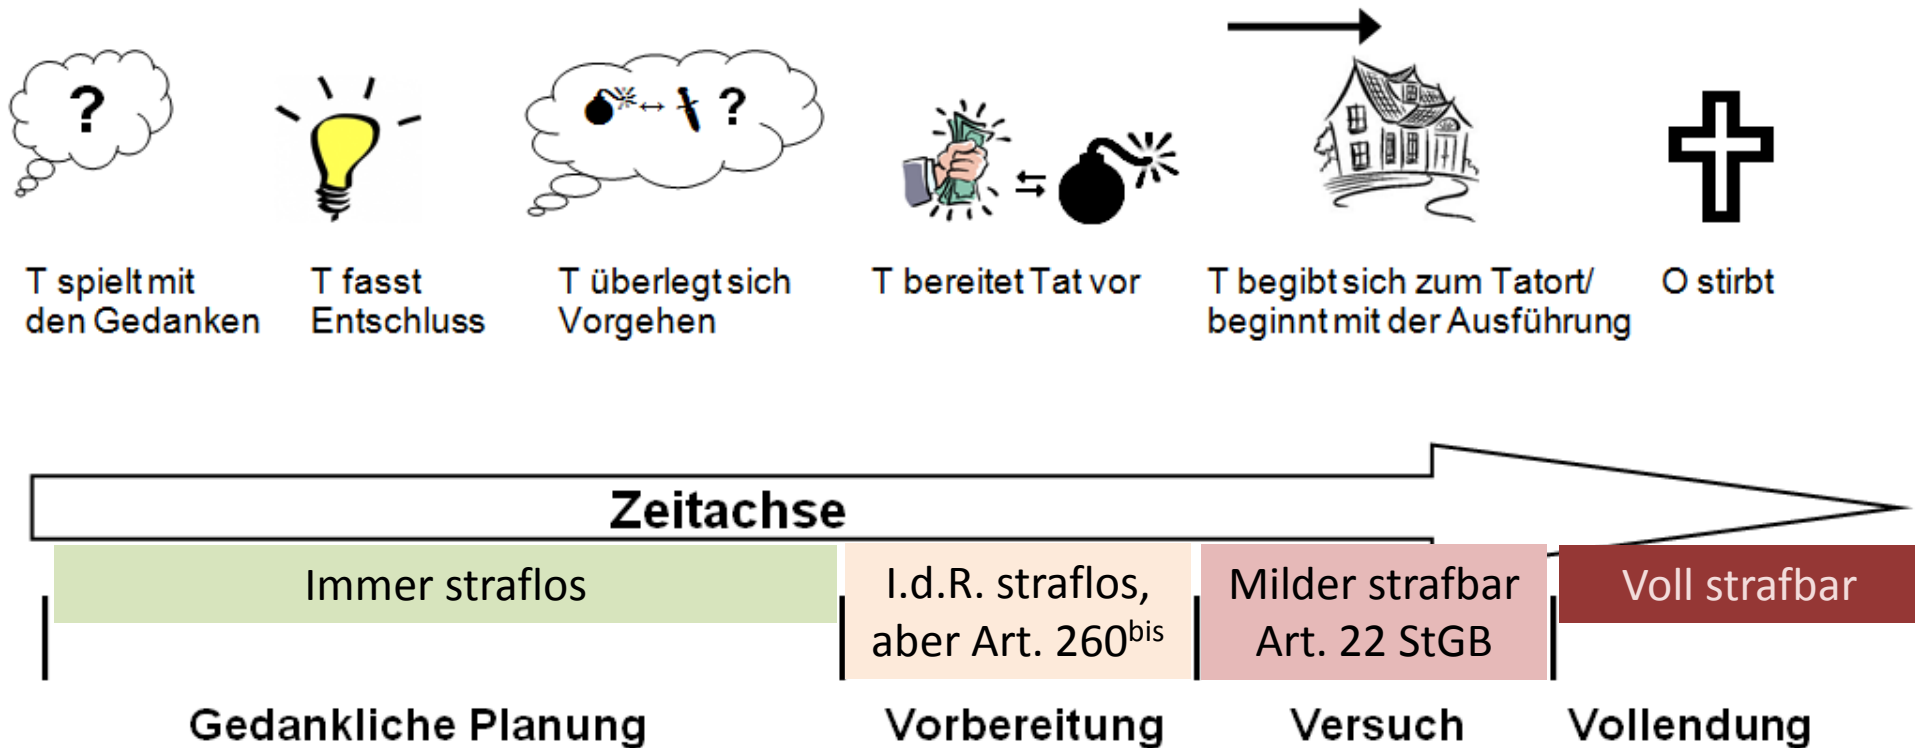 ?
?
T spielt mit
den Gedanken
T fasst
Entschluss
T überlegt sich
Vorgehen
T bereitet Tat vor
T begibt sich zum Tatort/
beginnt mit der Ausführung
O stirbt
Zeitachse
Immer straflos
I.d.R. straflos,
aber Art. 260bis
Milder strafbar
Art. 22 StGB
Voll strafbar
Gedankliche Planung
Vorbereitung
Versuch
Vollendung